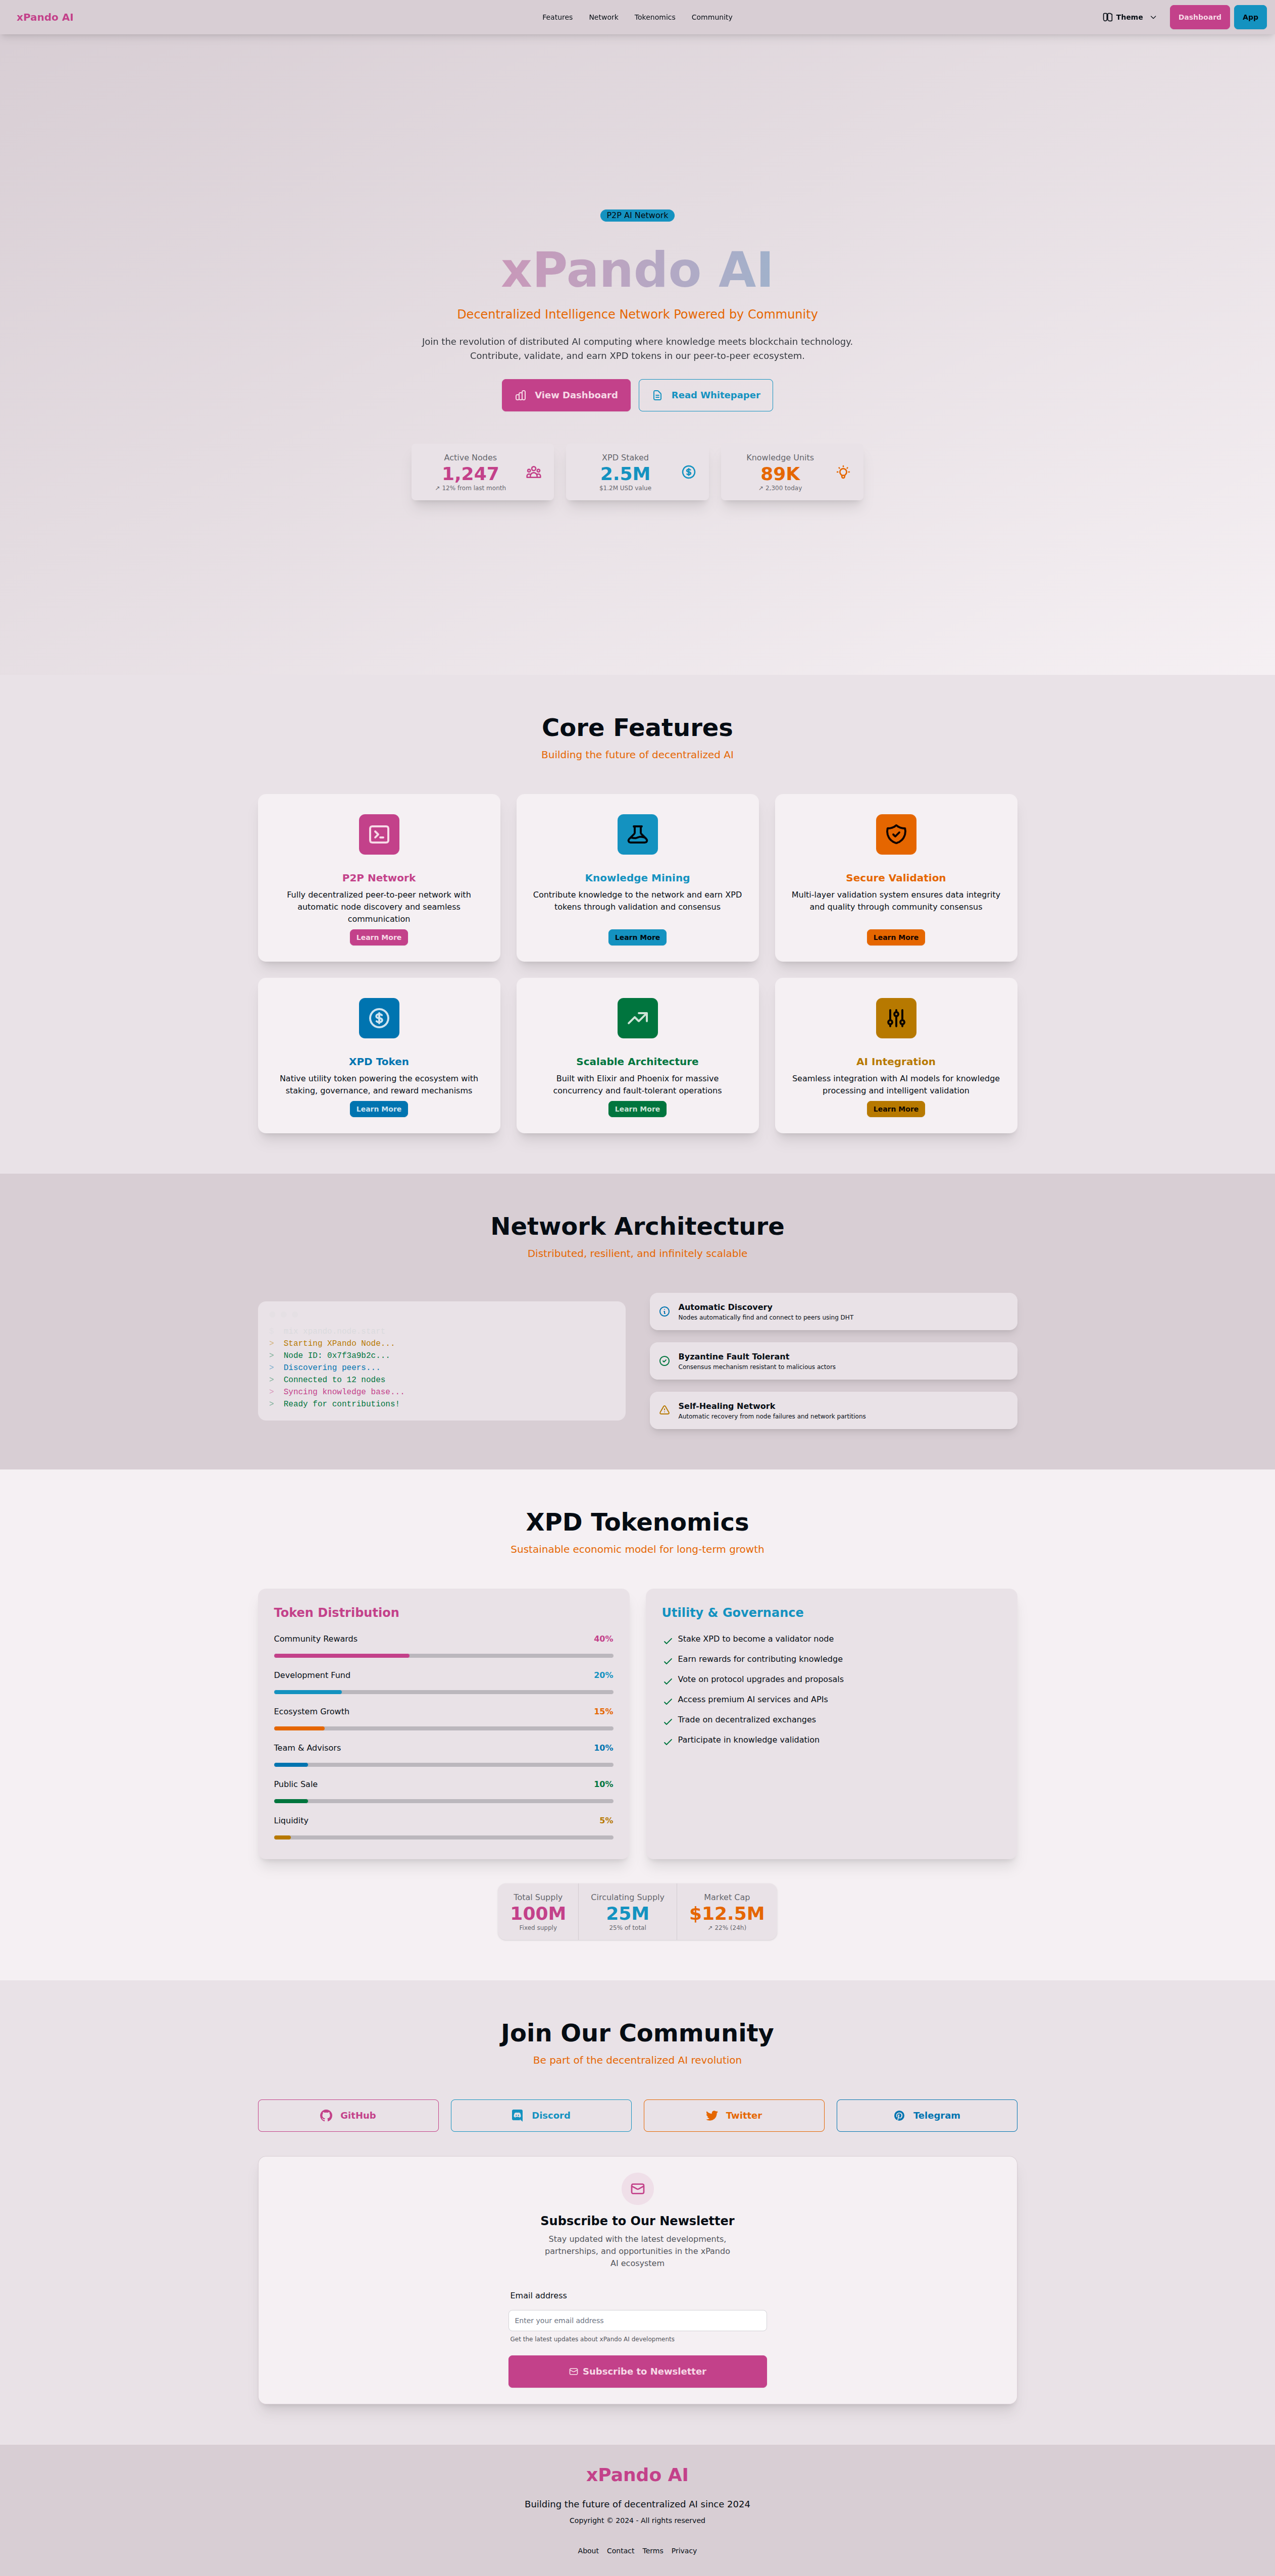 xPando AI
Features Network Tokenomics Community
Theme
Dashboard
App
P2P AI Network
xPando AI
Decentralized Intelligence Network Powered by Community
Join the revolution of distributed AI computing where knowledge meets blockchain technology.
Contribute, validate, and earn XPD tokens in our peer-to-peer ecosystem.
View Dashboard
Read Whitepaper
Active Nodes
1,247
↗ 12% from last month
XPD Staked
2.5M
$1.2M USD value
Knowledge Units
89K
↗ 2,300 today
Core Features
Building the future of decentralized AI
P2P Network
Fully decentralized peer-to-peer network with
automatic node discovery and seamless
communication
Learn More
Knowledge Mining
Contribute knowledge to the network and earn XPD
tokens through validation and consensus
Learn More
Secure Validation
Multi-layer validation system ensures data integrity
and quality through community consensus
Learn More
XPD Token
Native utility token powering the ecosystem with
staking, governance, and reward mechanisms
Learn More
Scalable Architecture
Built with Elixir and Phoenix for massive
concurrency and fault-tolerant operations
Learn More
AI Integration
Seamless integration with AI models for knowledge
processing and intelligent validation
Learn More
Network Architecture
Distributed, resilient, and infinitely scalable
> Starting XPando Node...
> Node ID: 0x7f3a9b2c...
> Discovering peers...
> Connected to 12 nodes
> Syncing knowledge base...
> Ready for contributions!
Automatic Discovery
Nodes automatically find and connect to peers using DHT
Byzantine Fault Tolerant
Consensus mechanism resistant to malicious actors
Self-Healing Network
Automatic recovery from node failures and network partitions
XPD Tokenomics
Sustainable economic model for long-term growth
Token Distribution
Community Rewards 40%
Development Fund 20%
Ecosystem Growth 15%
Team & Advisors 10%
Public Sale 10%
Liquidity 5%
Utility & Governance
Stake XPD to become a validator node
Earn rewards for contributing knowledge
Vote on protocol upgrades and proposals
Access premium AI services and APIs
Trade on decentralized exchanges
Participate in knowledge validation
Total Supply
100M
Fixed supply
Circulating Supply
25M
25% of total
Market Cap
$12.5M
↗ 22% (24h)
Join Our Community
Be part of the decentralized AI revolution
GitHub
Discord
Twitter
Telegram
Subscribe to Our Newsletter
Stay updated with the latest developments,
partnerships, and opportunities in the xPando
AI ecosystem
Email address
Enter your email address
Get the latest updates about xPando AI developments
Subscribe to Newsletter
xPando AI
Building the future of decentralized AI since 2024
Copyright © 2024 - All rights reserved
About Contact Terms Privacy